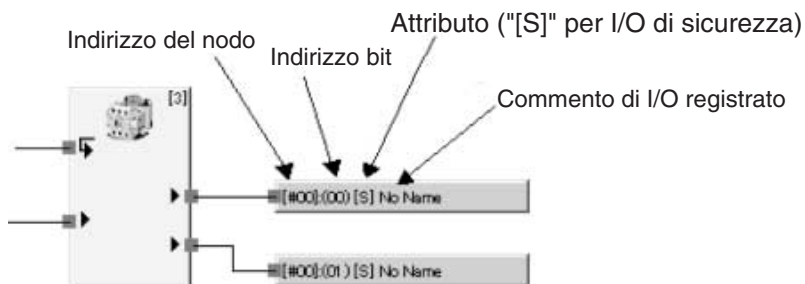 Attributo ("[S]" per I/O di sicurezza)
Indirizzo del nodo
Indirizzo bit
Commento di I/O registrato
[3]
[#00]:(00) [S] No Name
[#00]:(01) [S] No Name